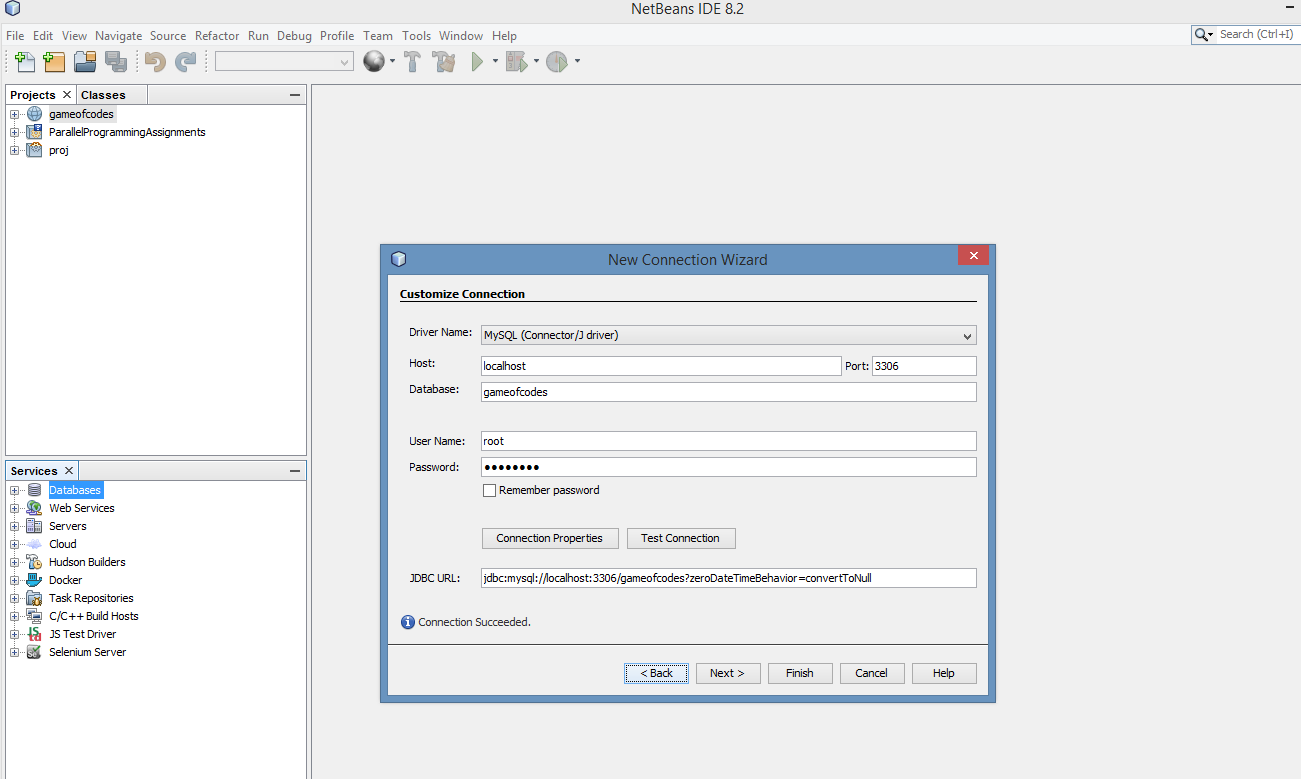 NetBeans IDE 8.2
File Edit View Navigate Source Refactor Run Debug Profile Team Tools Window Help
Search (Ctrl+I)
Projects Classes
gameofcodes
ParallelProgrammingAssignments
proj
Services
Databases
Web Services
Servers
Cloud
Hudson Builders
Docker
Task Repositories
C/C++ Build Hosts
JS Test Driver
Selenium Server
New Connection Wizard
Customize Connection
Driver Name: MySQL (Connector/J driver)
Host: localhost Port: 3306
Database: gameofcodes
User Name: root
Password: ••••••••
Remember password
Connection Properties Test Connection
JDBC URL: jdbc:mysql://localhost:3306/gameofcodes?zeroDateTimeBehavior=convertToNull
Connection Succeeded.
< Back Next > Finish Cancel Help